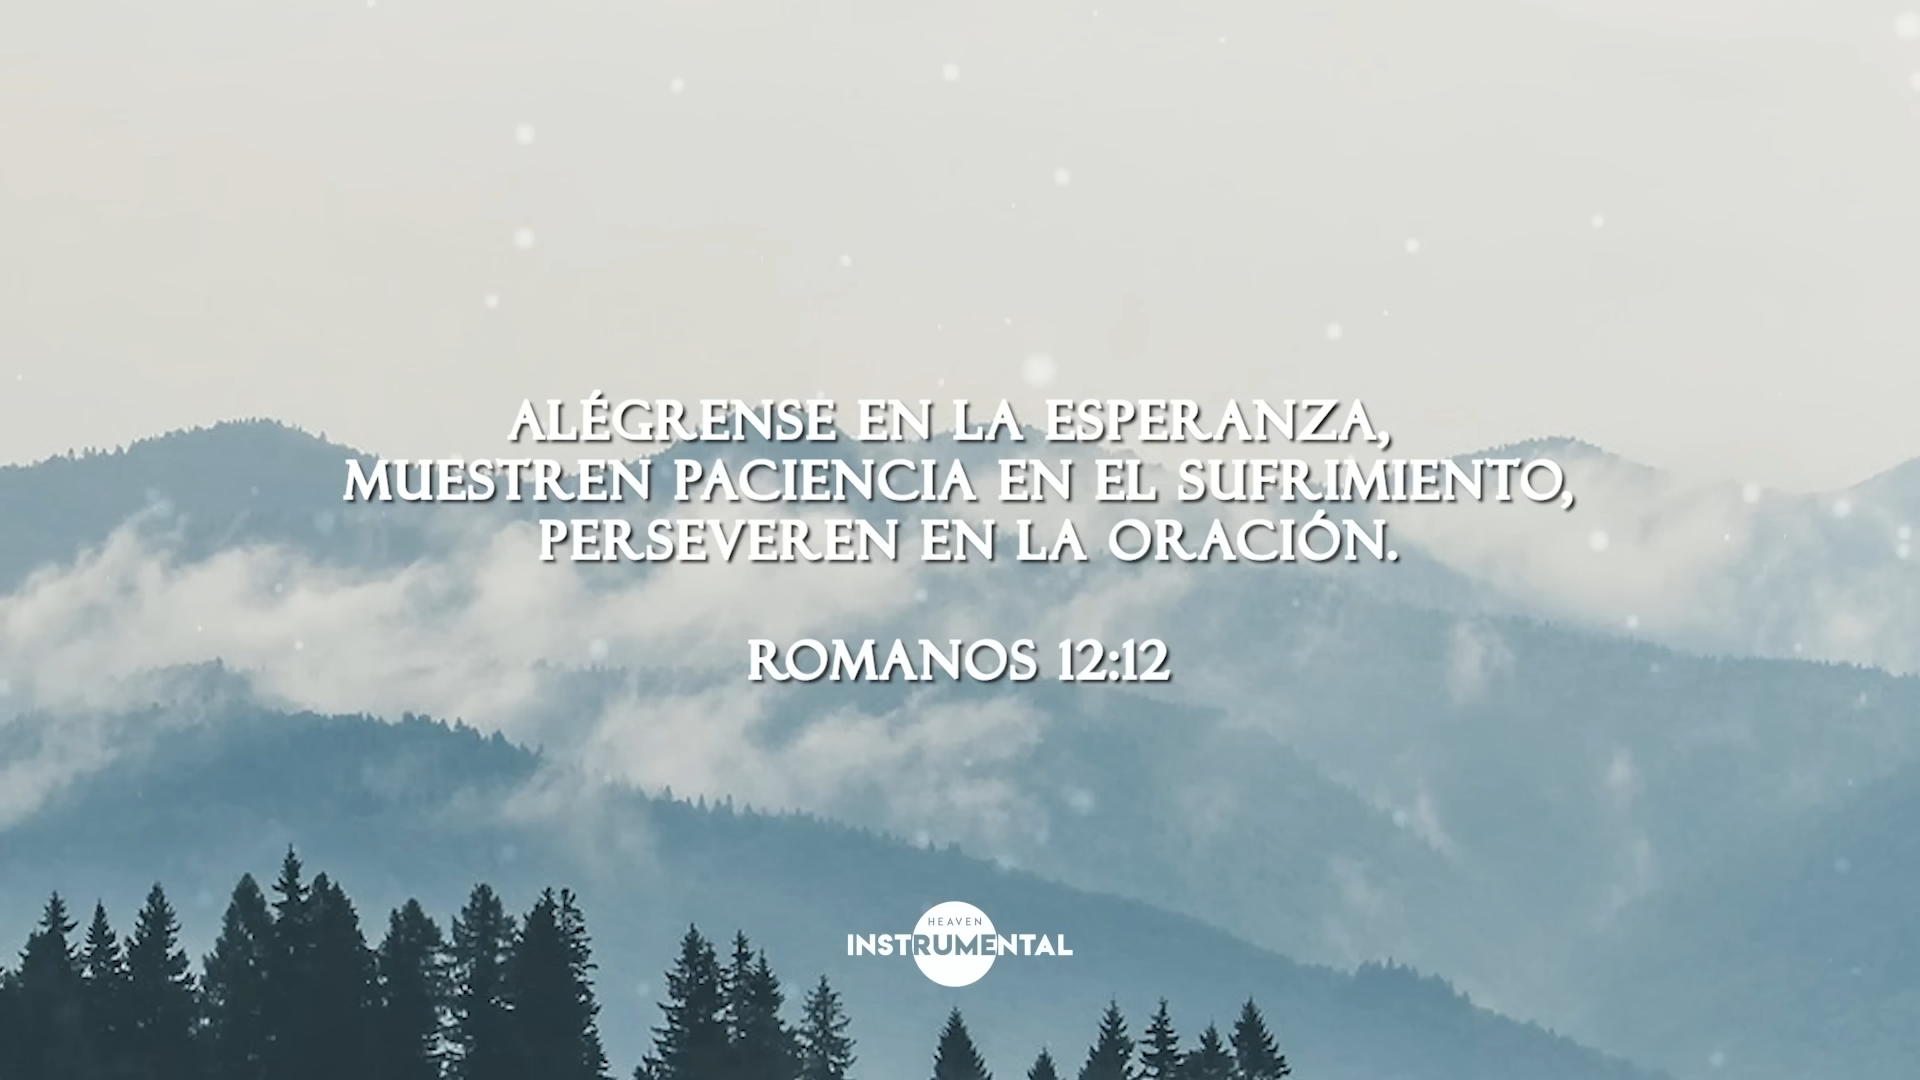 ALÉGRENSE EN LA ESPERANZA,
MUESTREN PACIENCIA EN EL SUFRIMIENTO,
PERSEVEREN EN LA ORACIÓN.
ROMANOS 12:12
HEAVEN
INSTRUMENTAL